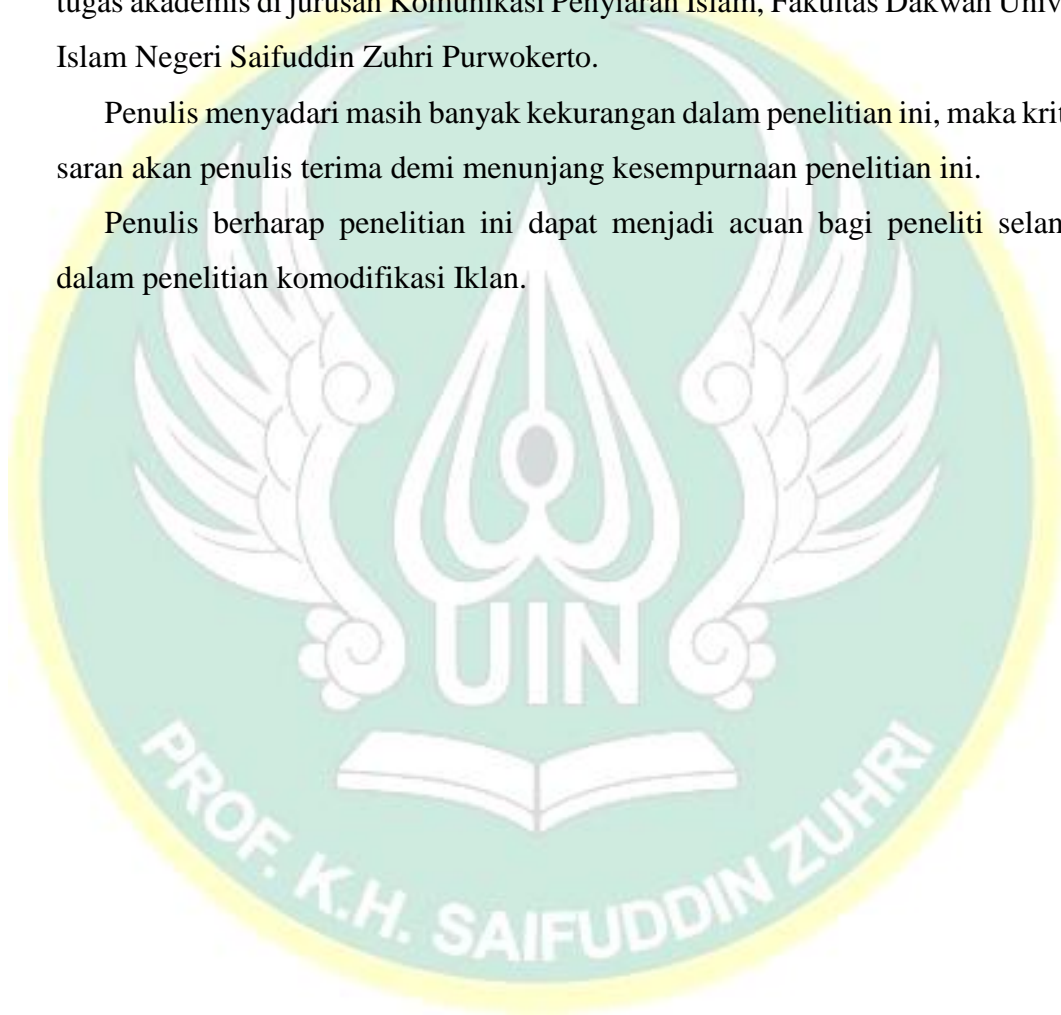 tugas akademis di jurusan Komunikasi Penyiaran Islam, Fakultas Dakwah Univ
Islam Negeri Saifuddin Zuhri Purwokerto.
Penulis menyadari masih banyak kekurangan dalam penelitian ini, maka krit
saran akan penulis terima demi menunjang kesempurnaan penelitian ini.
Penulis berharap penelitian ini dapat menjadi acuan bagi peneliti selan
dalam penelitian komodifikasi Iklan.
UIN
PROF. K.H. SAIFUDDIN ZUHRI